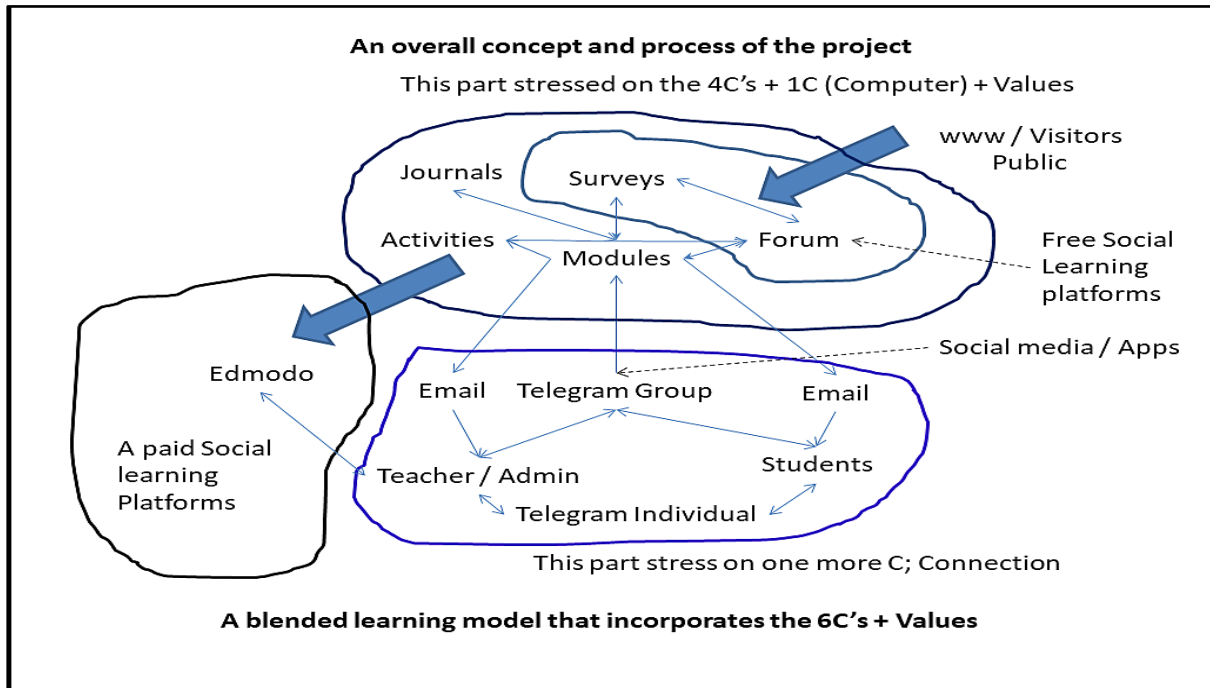 An overall concept and process of the project
This part stressed on the 4C's + 1C (Computer) + Values
www / Visitors
Public
Journals
Surveys
Activities
Modules
Forum
Free Social
Learning
platforms
Social media / Apps
Edmodo
A paid Social
learning
Platforms
Email
Telegram Group
Email
Teacher / Admin
Students
Telegram Individual
This part stress on one more C; Connection
A blended learning model that incorporates the 6C's + Values